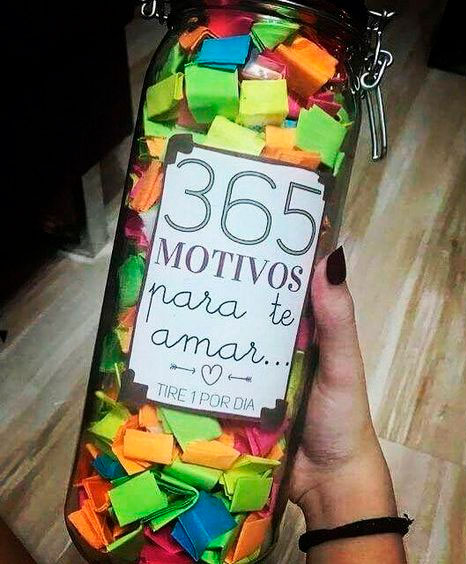 365
MOTIVOS
para te
amar...
TIRE 1 POR DIA